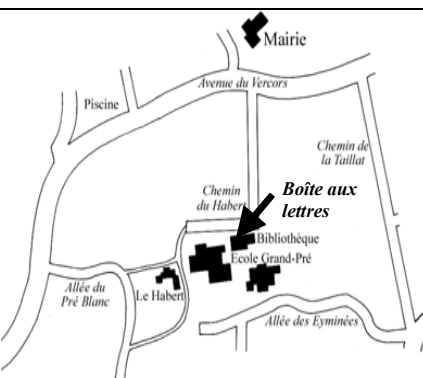 Mairie
Avenue du Vercors
Piscine
Chemin de
la Taillat
Chemin
du Habert
Boîte aux
lettres
Bibliothèque
Ecole Grand-Pré
Allée du
Pré Blanc
Le Habert
Allée des Eyminées